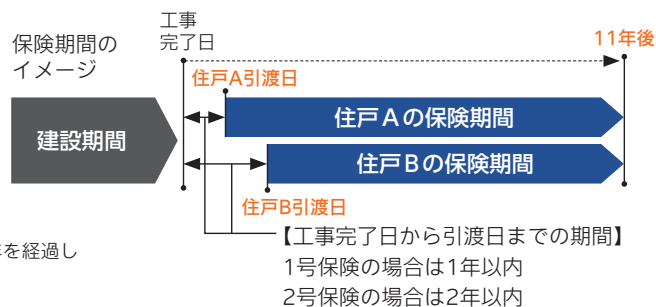 保険期間の
イメージ
工事
完了日
11年後
住戸A引渡日
建設期間
住戸Aの保険期間
住戸Bの保険期間
住戸B引渡日
【工事完了日から引渡日までの期間】
1号保険の場合は1年以内
2号保険の場合は2年以内
を経過し